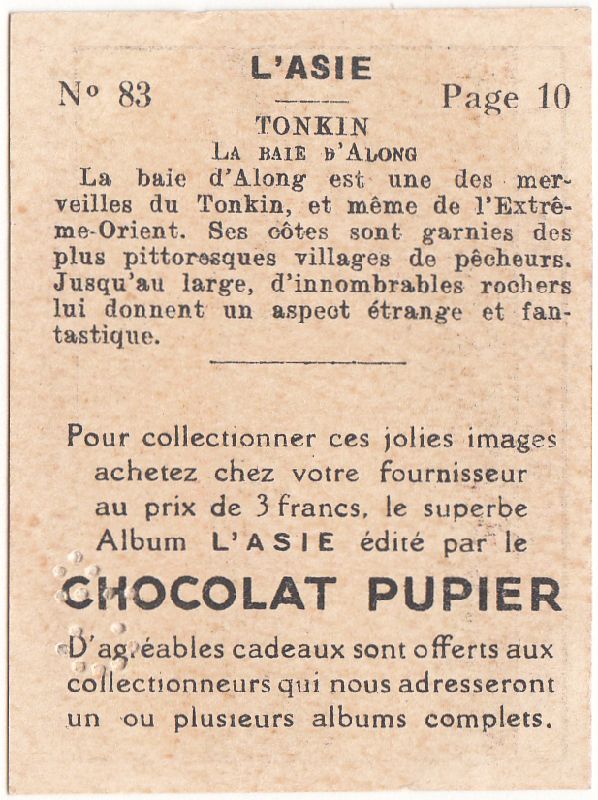 L'ASIE
Nº 83
Page 10
TONKIN
LA BAIE D'ALONG
La baie d'Along est une des mer-
veilles du Tonkin, et même de l'Extrê-
me-Orient. Ses côtes sont garnies des
plus pittoresques villages de pêcheurs.
Jusqu'au large, d'innombrables rochers
lui donnent un aspect étrange et fan-
tastique.
Pour collectionner ces jolies images
achetez chez votre fournisseur
au prix de 3 francs, le superbe
Album L'ASIE édité par le
CHOCOLAT PUPIER
D'agréables cadeaux sont offerts aux
collectionneurs qui nous adresseront
un ou plusieurs albums complets.